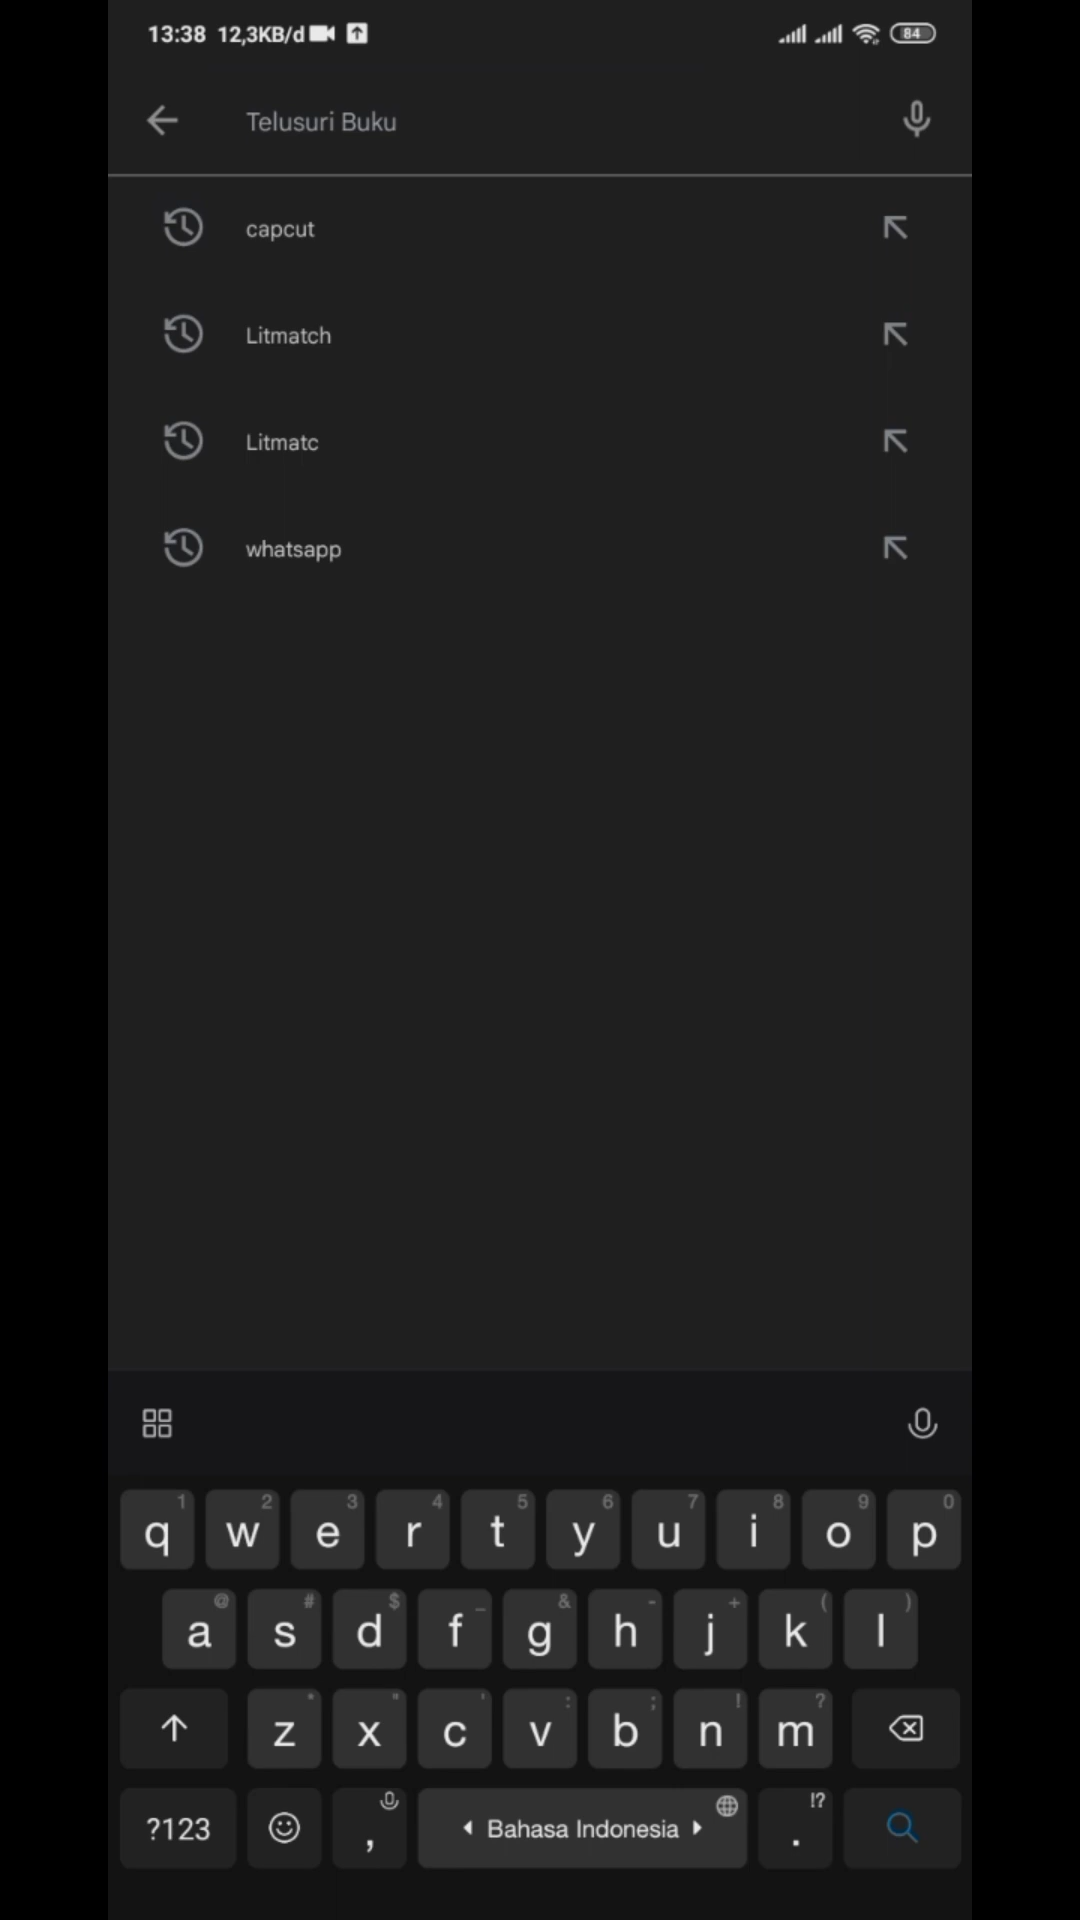 13:38 12,3KB/d 84
Telusuri Buku
capcut
Litmatch
Litmatc
whatsapp
1 2 3 4 5 6 7 8 9 0
q w e r t y u i o p
@ # $ _ & - + ( )
a s d f g h j k l
* " ' : ; ! ?
z x c v b n m
!?
?123 , Bahasa Indonesia .